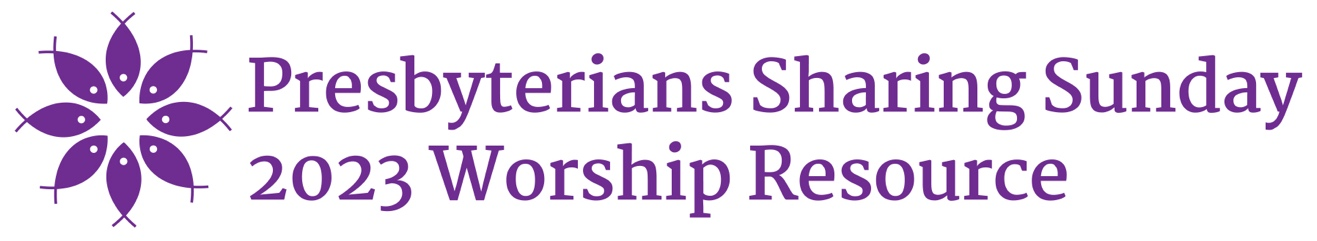 Presbyterians Sharing Sunday
2023 Worship Resource